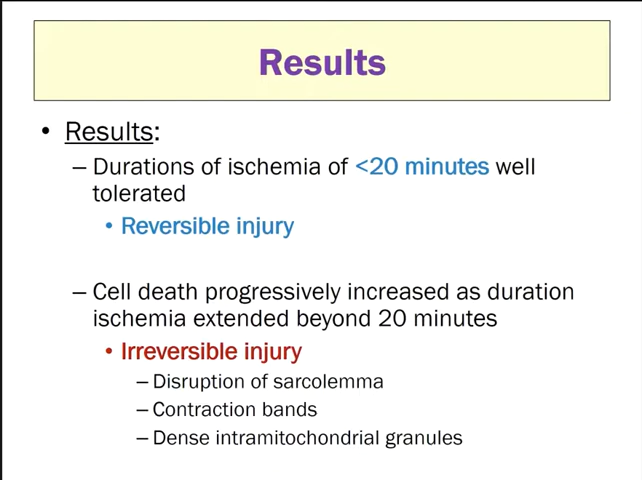 Results
• Results:
– Durations of ischemia of <20 minutes well
tolerated
• Reversible injury
– Cell death progressively increased as duration
ischemia extended beyond 20 minutes
• Irreversible injury
– Disruption of sarcolemma
– Contraction bands
– Dense intramitochondrial granules